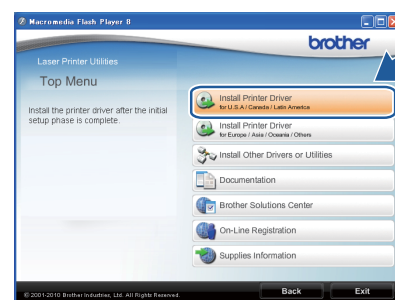 Macromedia Flash Player 8
brother
Laser Printer Utilities
Top Menu
Install the printer driver after the initial
setup phase is complete.
Install Printer Driver
for U.S.A / Canada / Latin America
Install Printer Driver
for Europe / Asia / Oceania / Others
Install Other Drivers or Utilities
Documentation
Brother Solutions Center
On-Line Registration
Supplies Information
© 2001-2010 Brother Industries, Ltd. All Rights Reserved.
Back
Exit